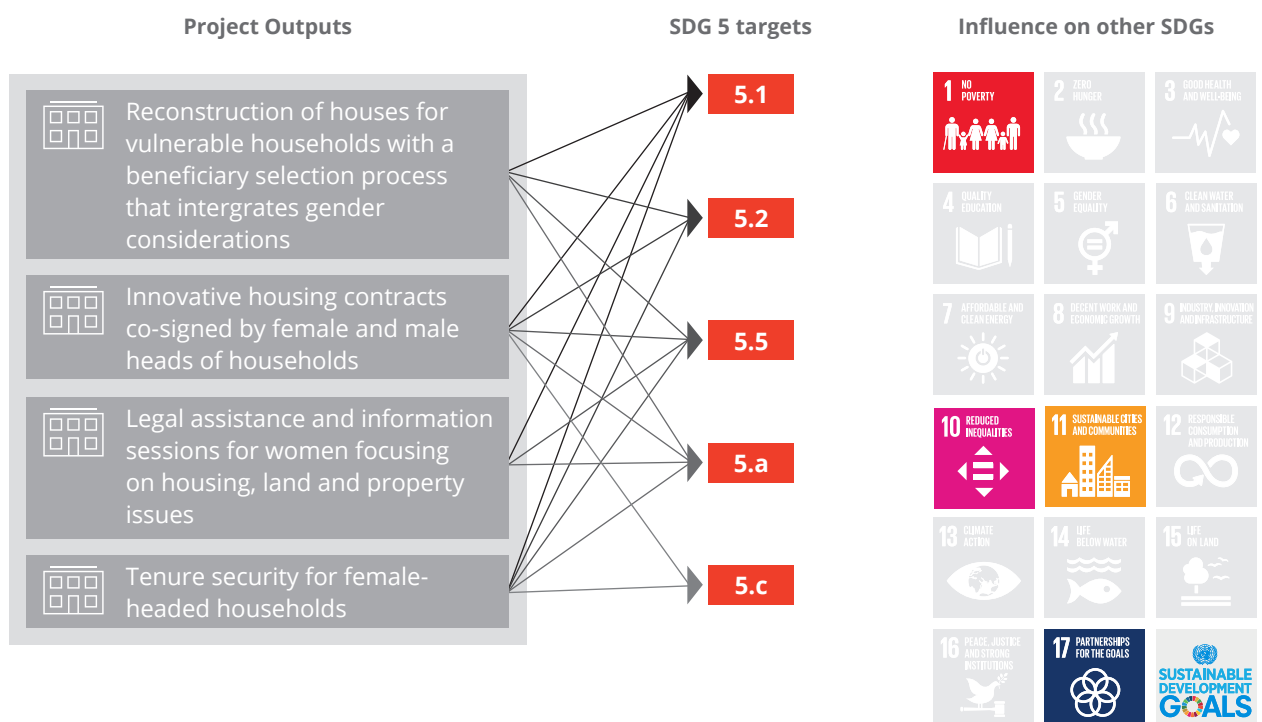 Project Outputs
SDG 5 targets
Influence on other SDGs
Reconstruction of houses for
vulnerable households with a
beneficiary selection process
that intergrates gender
considerations
Innovative housing contracts
co-signed by female and male
heads of households
Legal assistance and information
sessions for women focusing
on housing, land and property
issues
Tenure security for female-
headed households
5.1
5.2
5.5
5.a
5.c
1 NO
POVERTY
2 ZERO
HUNGER
3 GOOD HEALTH
AND WELL-BEING
4 QUALITY
EDUCATION
5 GENDER
EQUALITY
6 CLEAN WATER
AND SANITATION
7 AFFORDABLE AND
CLEAN ENERGY
8 DECENT WORK AND
ECONOMIC GROWTH
9 INDUSTRY, INNOVATION
AND INFRASTRUCTURE
10 REDUCED
INEQUALITIES
11 SUSTAINABLE CITIES
AND COMMUNITIES
12 RESPONSIBLE
CONSUMPTION
AND PRODUCTION
13 CLIMATE
ACTION
14 LIFE
BELOW WATER
15 LIFE
ON LAND
16 PEACE, JUSTICE
AND STRONG
INSTITUTIONS
17 PARTNERSHIPS
FOR THE GOALS
SUSTAINABLE
DEVELOPMENT
GOALS